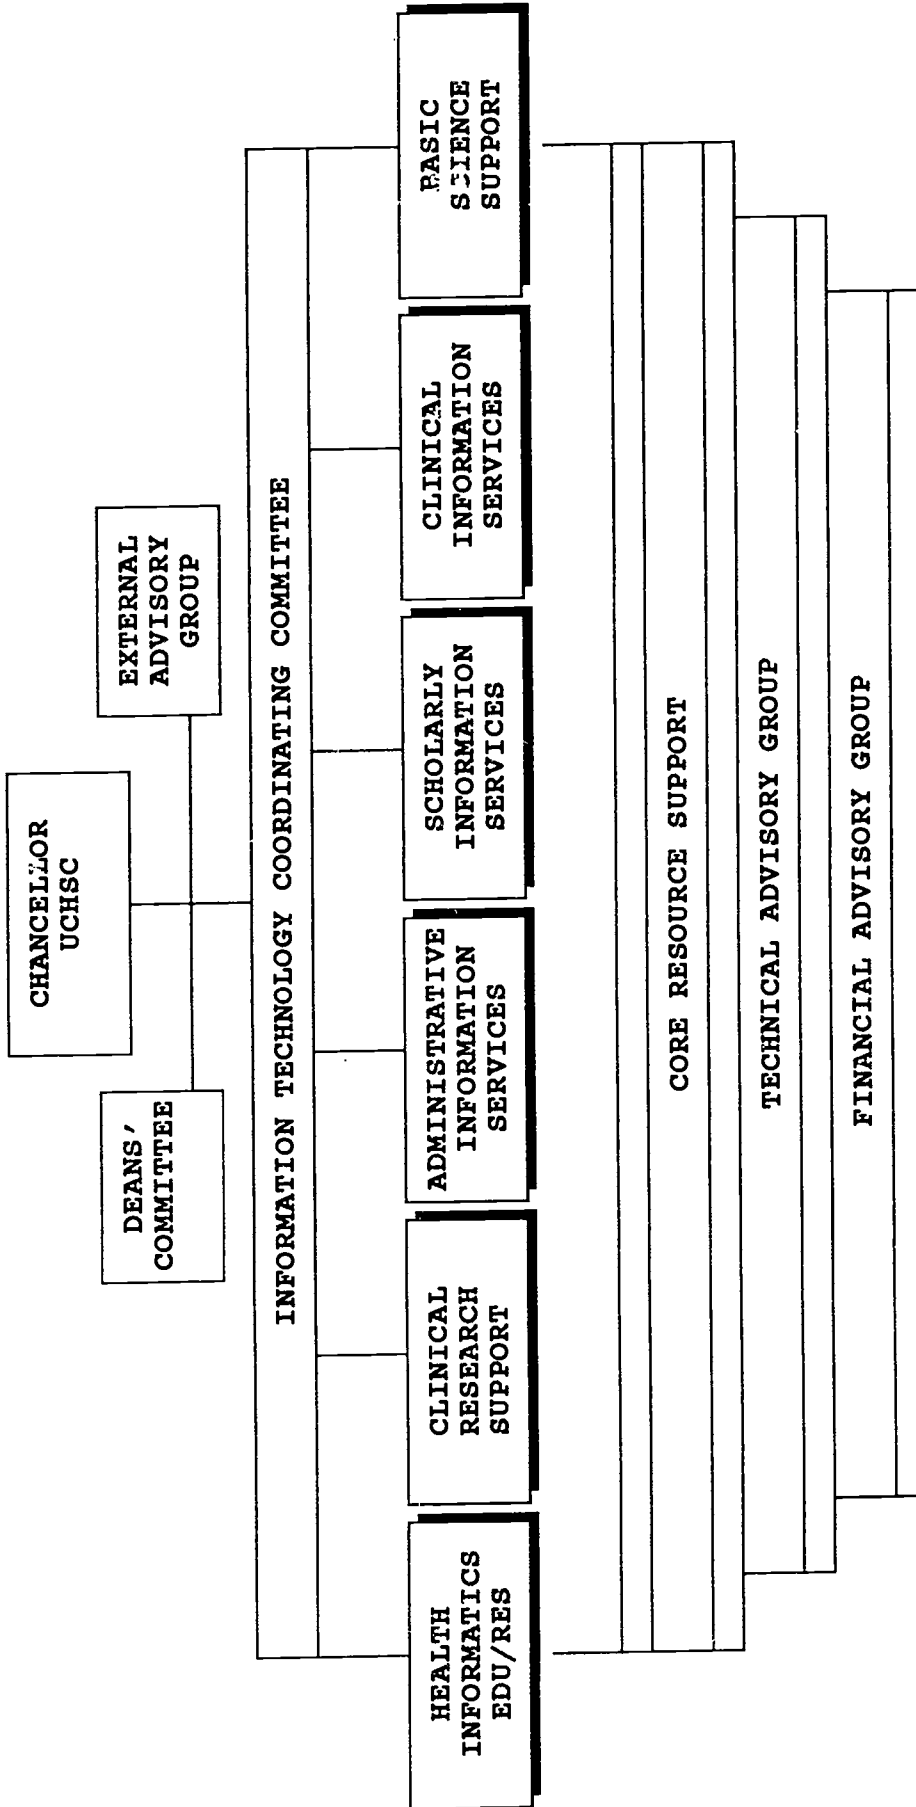 CHANCELLOR
UCHSC
DEANS'
COMMITTEE
EXTERNAL
ADVISORY
GROUP
INFORMATION TECHNOLOGY COORDINATING COMMITTEE
HEALTH
INFORMATICS
EDU/RES
CLINICAL
RESEARCH
SUPPORT
ADMINISTRATIVE
INFORMATION
SERVICES
SCHOLARLY
INFORMATION
SERVICES
CLINICAL
INFORMATION
SERVICES
BASIC
SCIENCE
SUPPORT
CORE RESOURCE SUPPORT
TECHNICAL ADVISORY GROUP
FINANCIAL ADVISORY GROUP